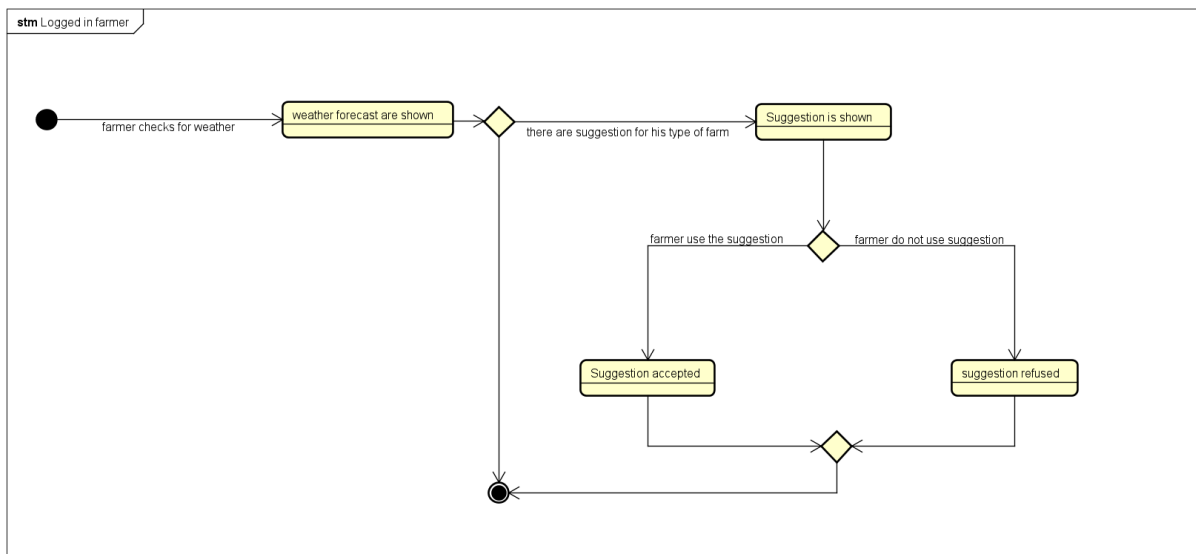 stm Logged in farmer
farmer checks for weather
weather forecast are shown
there are suggestion for his type of farm
Suggestion is shown
farmer use the suggestion
farmer do not use suggestion
Suggestion accepted
suggestion refused